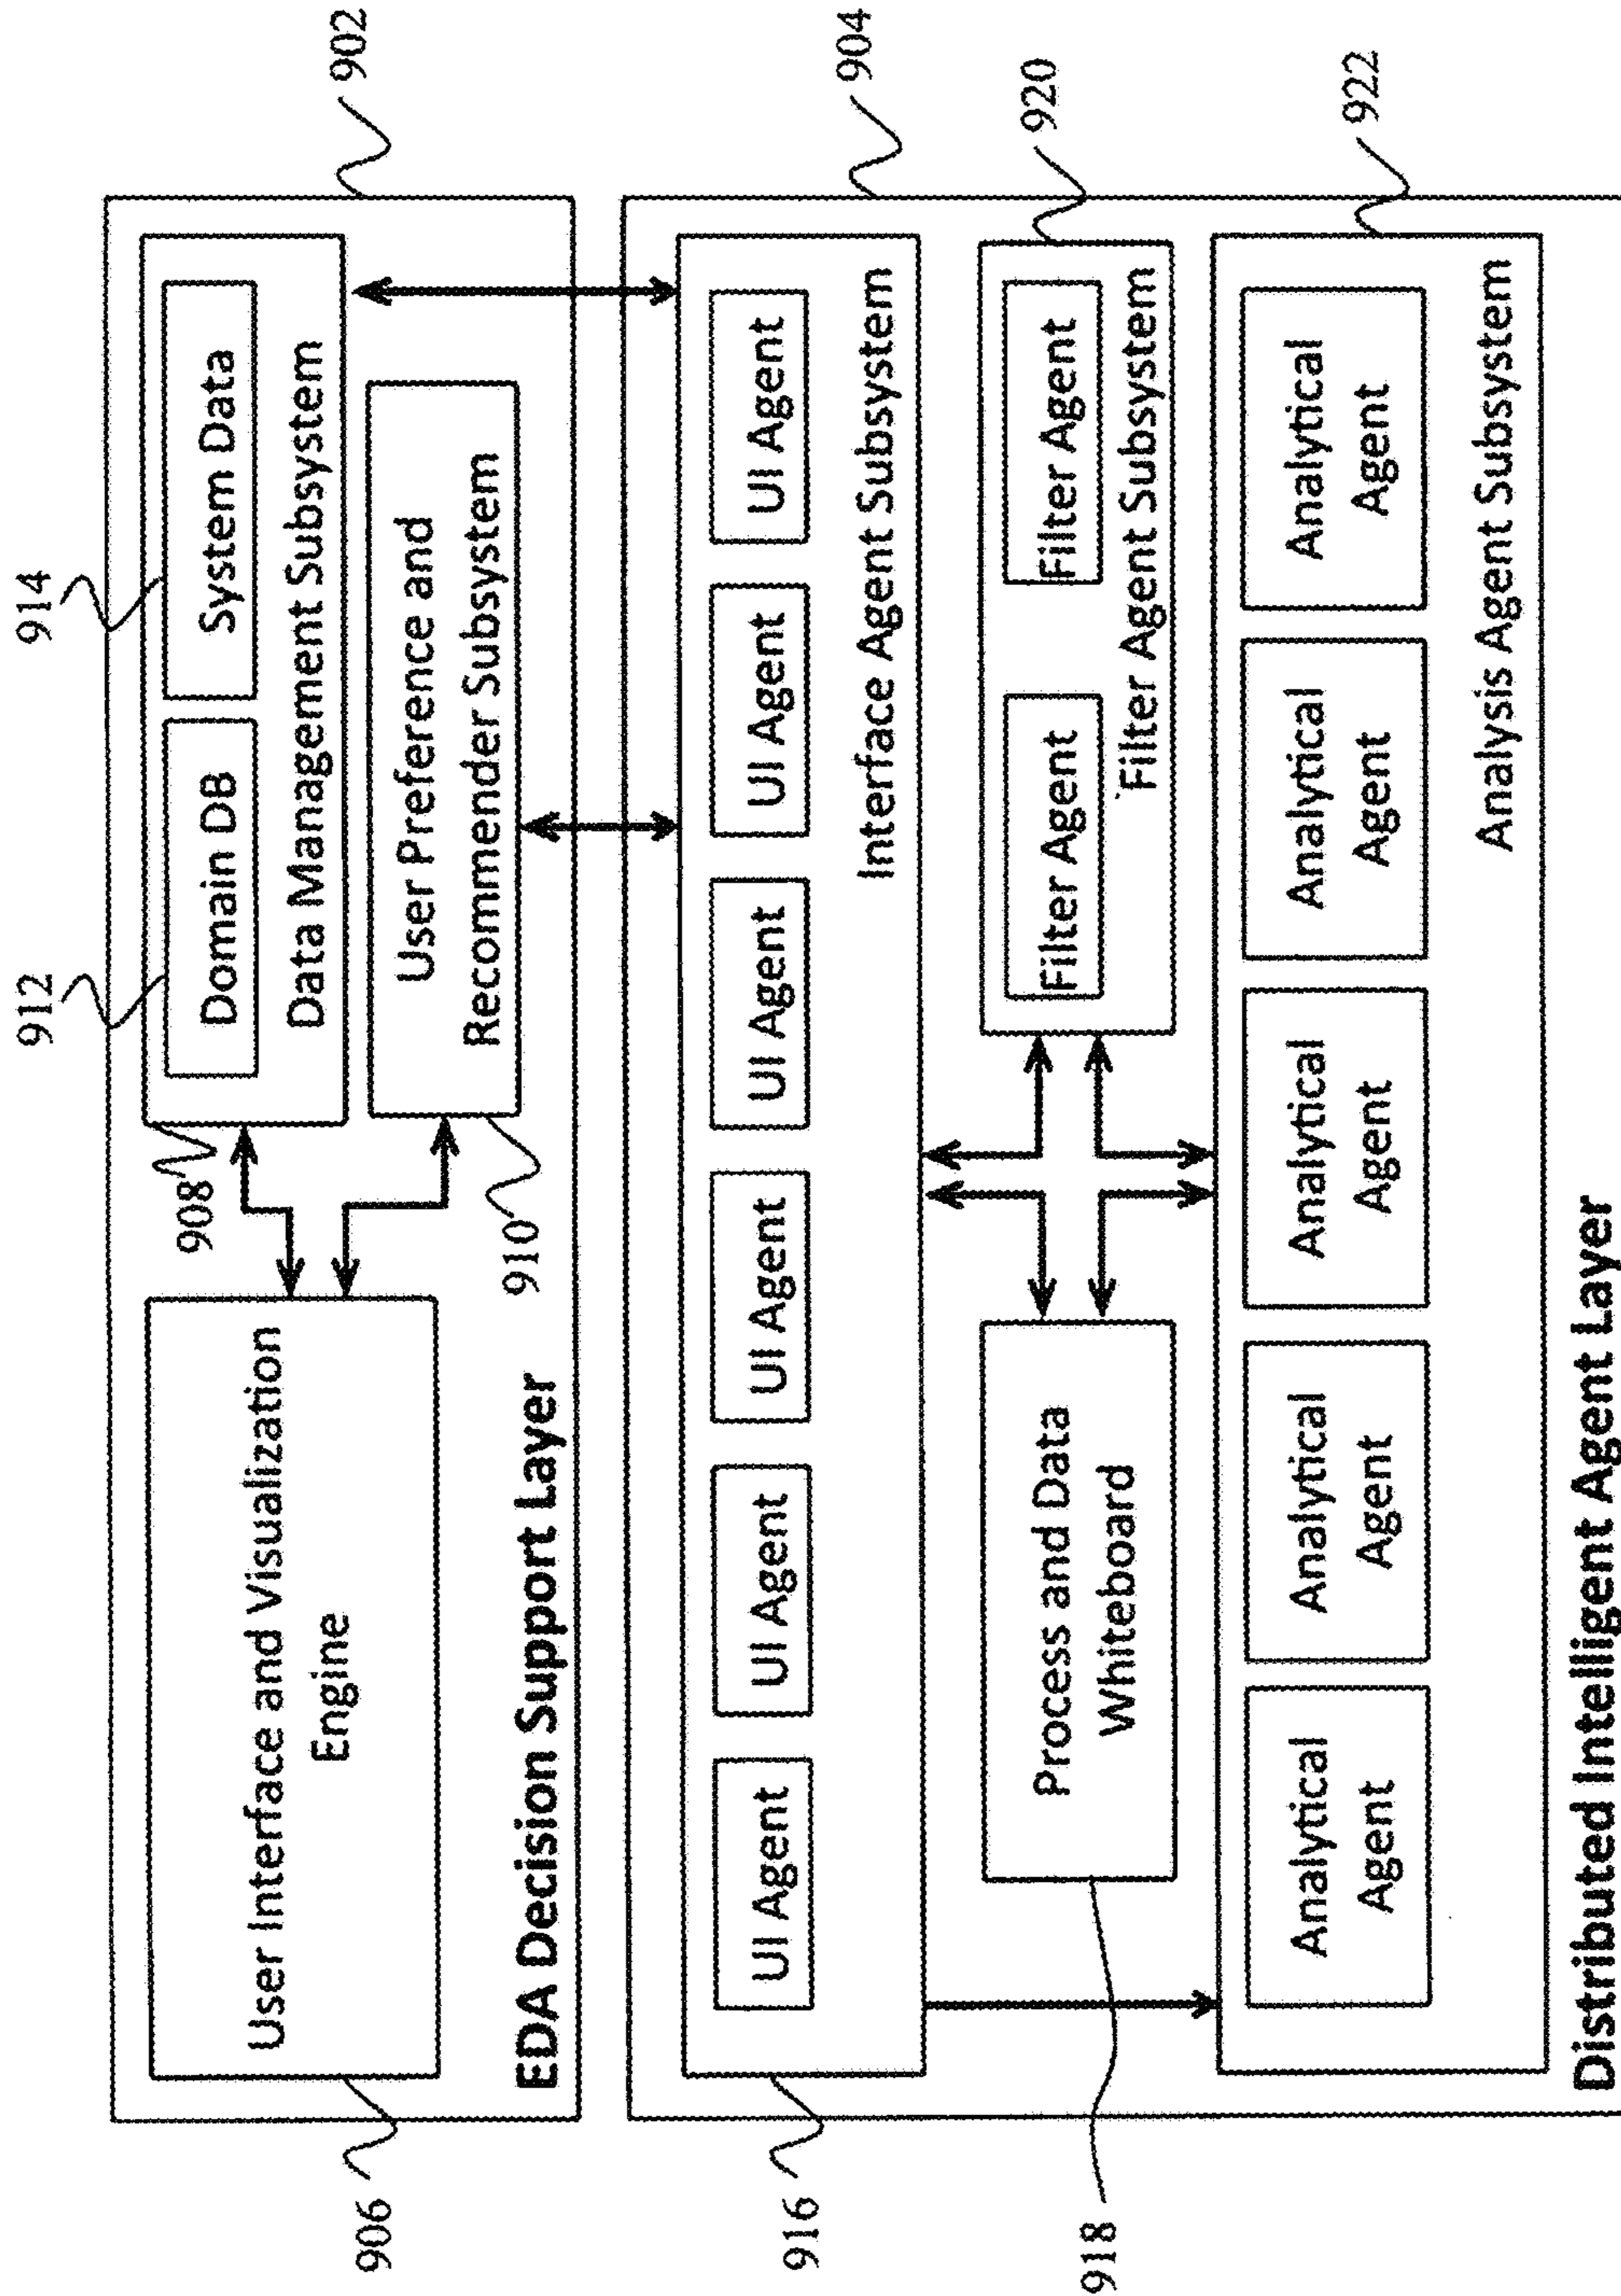 912
914
902
Domain DB
System Data
Data Management Subsystem
908
User Interface and Visualization
Engine
User Preference and
Recommender Subsystem
906
910
EDA Decision Support Layer
904
UI Agent
UI Agent
UI Agent
UI Agent
UI Agent
UI Agent
Interface Agent Subsystem
916
920
Process and Data
Whiteboard
Filter Agent
Filter Agent
Filter Agent Subsystem
918
922
Analytical
Agent
Analytical
Agent
Analytical
Agent
Analytical
Agent
Analytical
Agent
Analysis Agent Subsystem
Distributed Intelligent Agent Layer